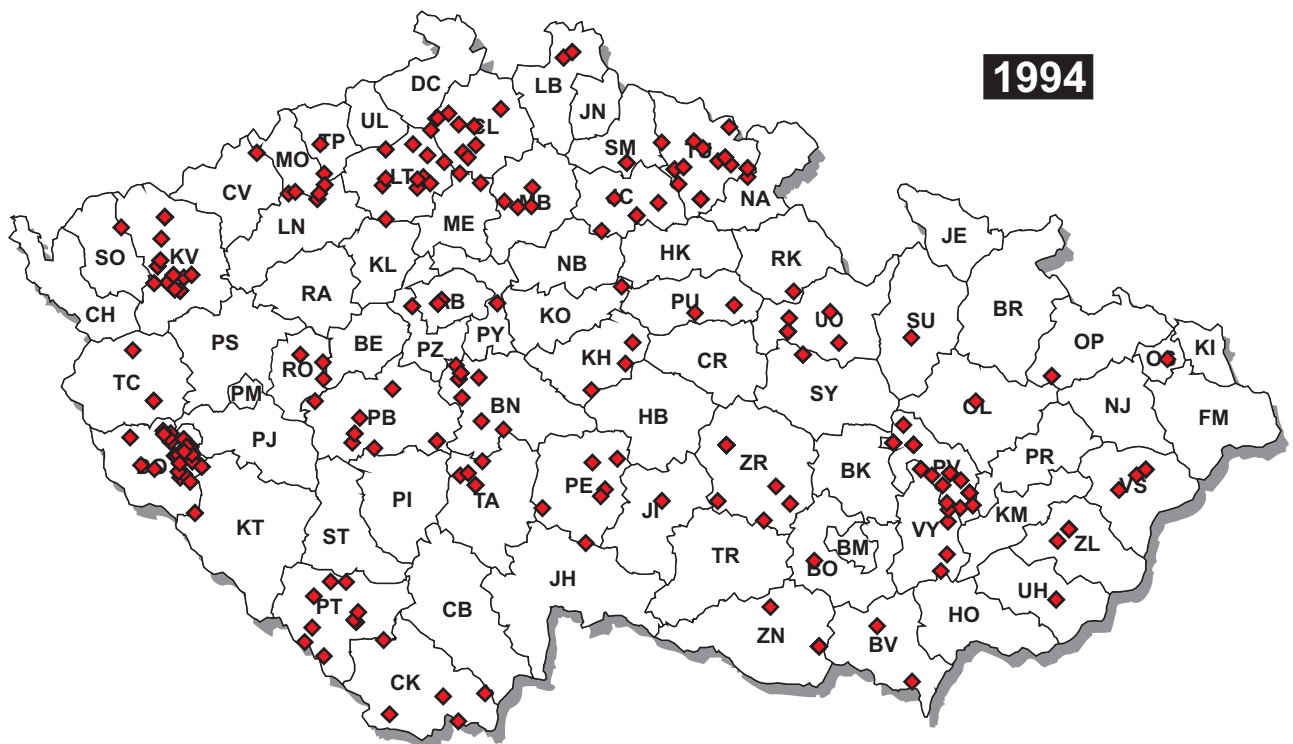 1994
DC
LB
JN
UL
TP
MO
CL
SM
TU
CV
LT
MB
NA
LN
ME
SO
KV
JE
KL
NB
HK
RK
RA
CH
PU
UO
SU
BR
KO
PS
BE
PZ
PY
KH
CR
OP
KI
RO
TC
PM
PB
BN
HB
SY
OL
NJ
FM
PJ
ZR
BK
PR
PV
VS
PE
KT
PI
TA
JI
ST
VY
KM
ZL
BM
BO
TR
JH
CB
PT
ZN
BV
HO
UH
CK